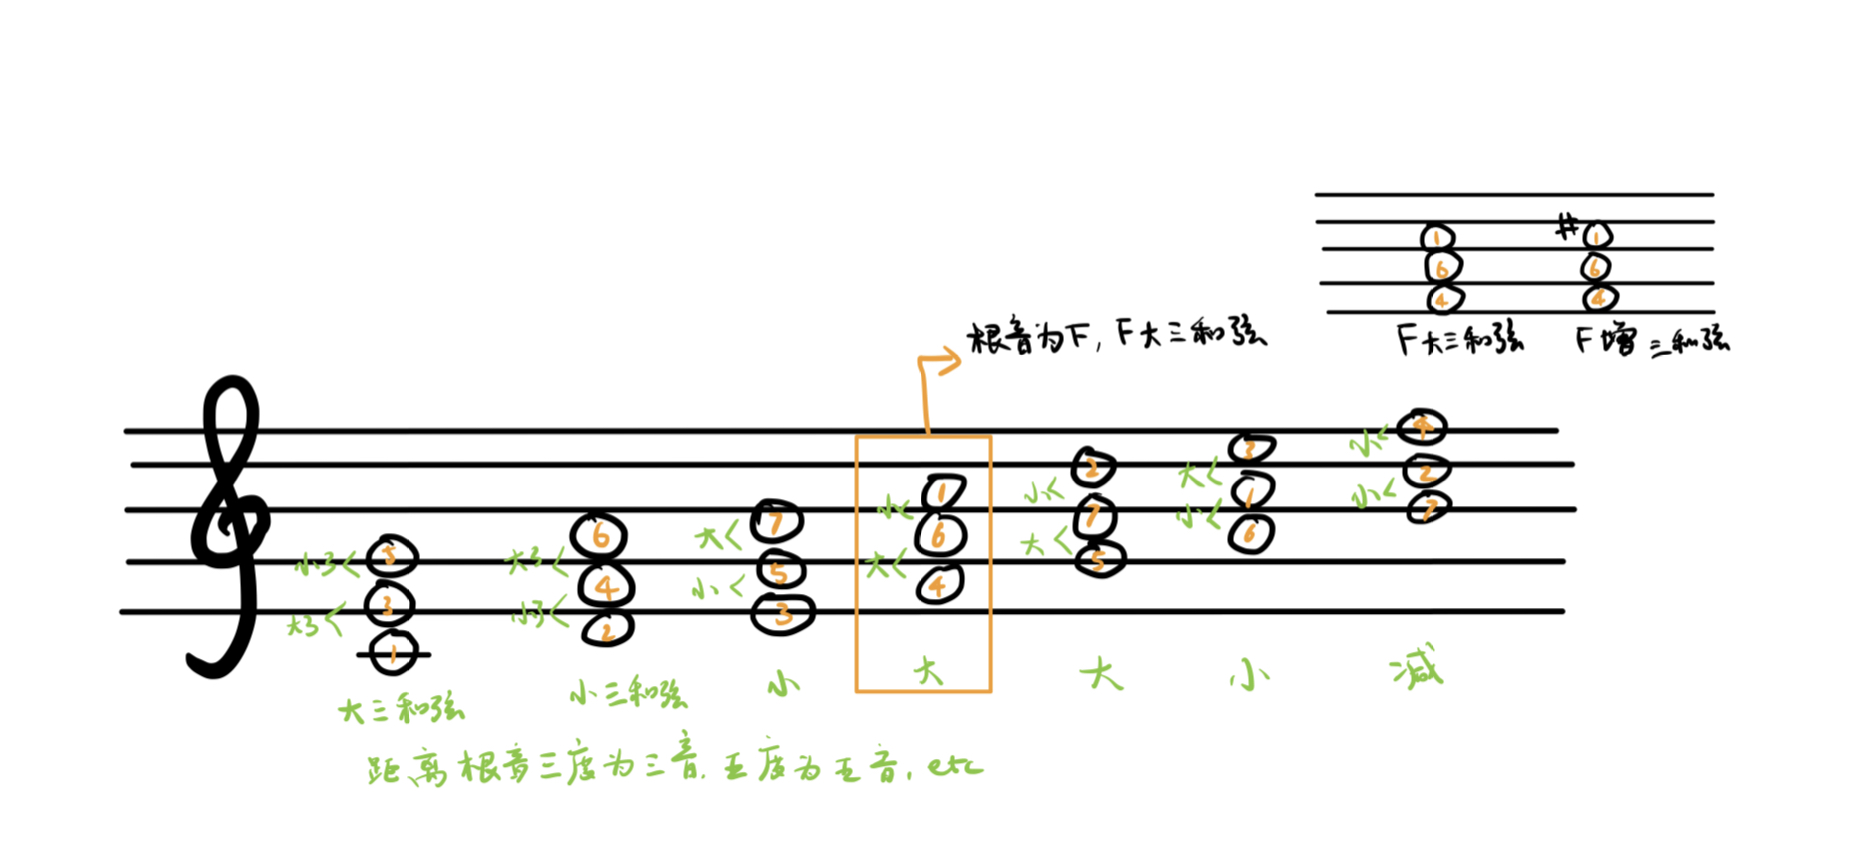 1
6
4
# 1
6
4
F大三和弦
F增三和弦
根音为F, F大三和弦
5
3
1
小3<
大3<
大三和弦
6
4
2
大3<
小3<
小三和弦
7
5
3
大<
小<
小
1
6
4
小<
大<
大
2
7
5
小<
大<
大
3
1
6
大<
小<
小
4
2
7
小<
小<
减
距离根音三度为三音.五度为五音, etc